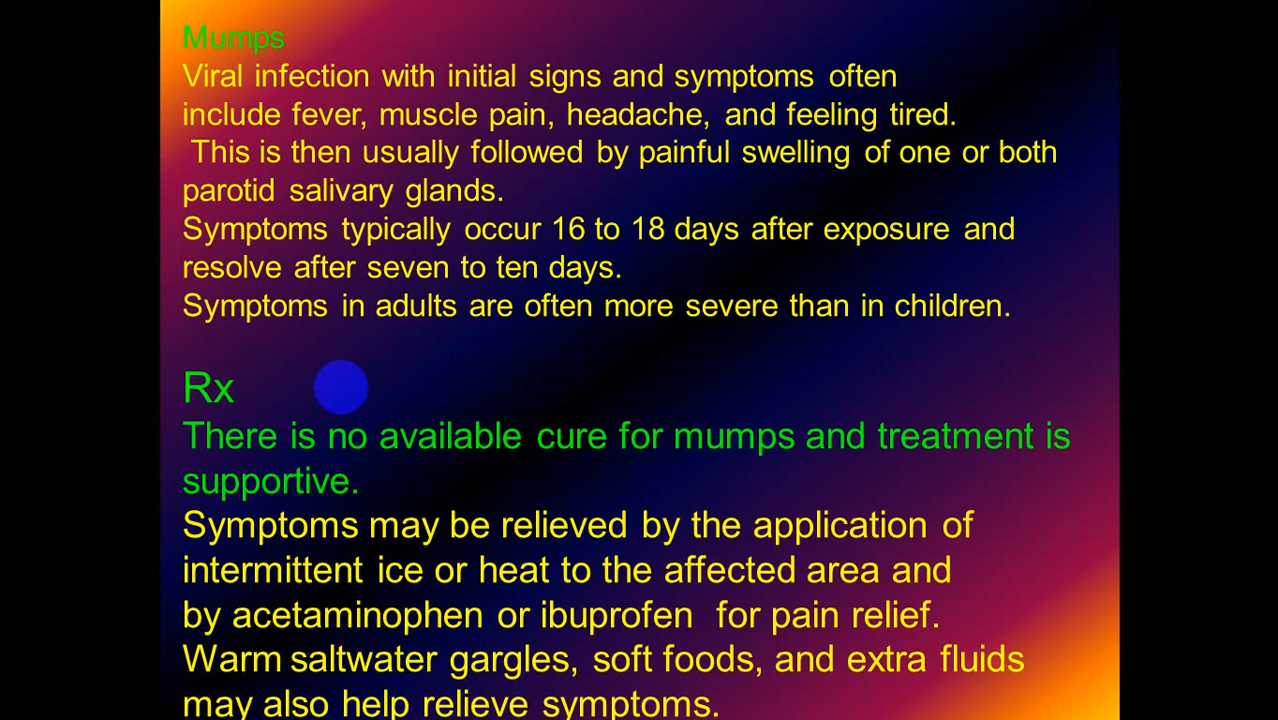 Mumps
Viral infection with initial signs and symptoms often
include fever, muscle pain, headache, and feeling tired.
This is then usually followed by painful swelling of one or both
parotid salivary glands.
Symptoms typically occur 16 to 18 days after exposure and
resolve after seven to ten days.
Symptoms in adults are often more severe than in children.
Rx
There is no available cure for mumps and treatment is
supportive.
Symptoms may be relieved by the application of
intermittent ice or heat to the affected area and
by acetaminophen or ibuprofen for pain relief.
Warm saltwater gargles, soft foods, and extra fluids
may also help relieve symptoms.